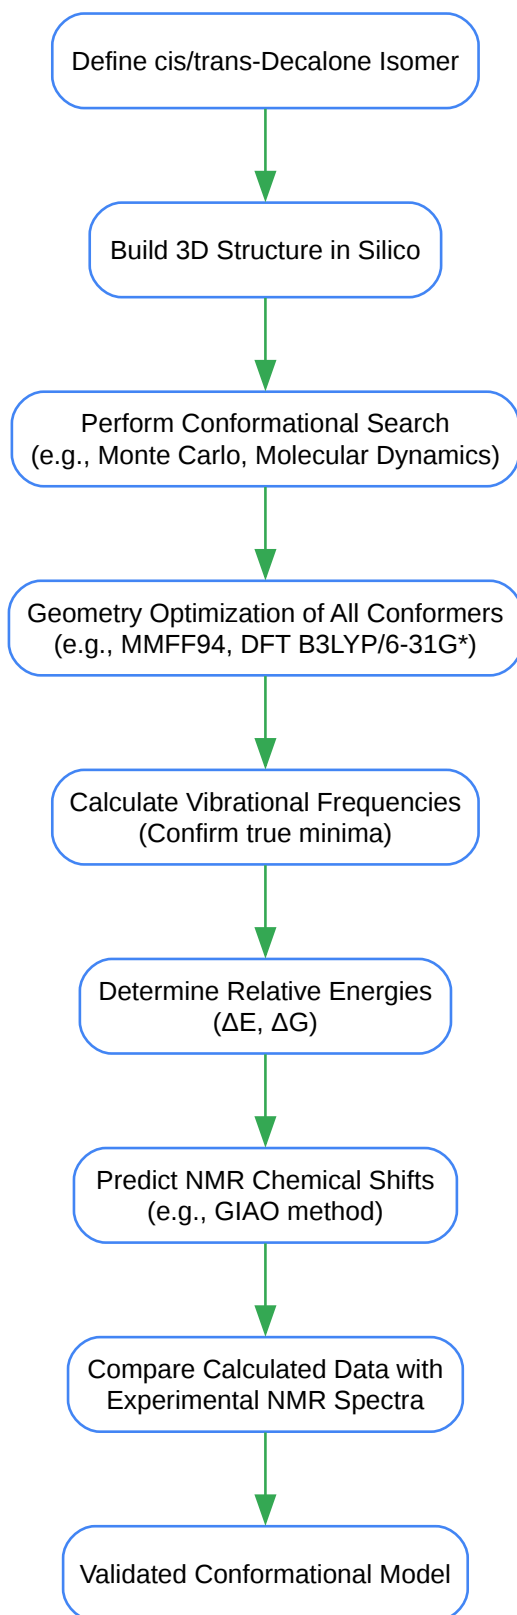 Define cis/trans-Decalone Isomer
Build 3D Structure in Silico
Perform Conformational Search
(e.g., Monte Carlo, Molecular Dynamics)
Geometry Optimization of All Conformers
(e.g., MMFF94, DFT B3LYP/6-31G*)
Calculate Vibrational Frequencies
(Confirm true minima)
Determine Relative Energies
(ΔE, ΔG)
Predict NMR Chemical Shifts
(e.g., GIAO method)
Compare Calculated Data with
Experimental NMR Spectra
Validated Conformational Model